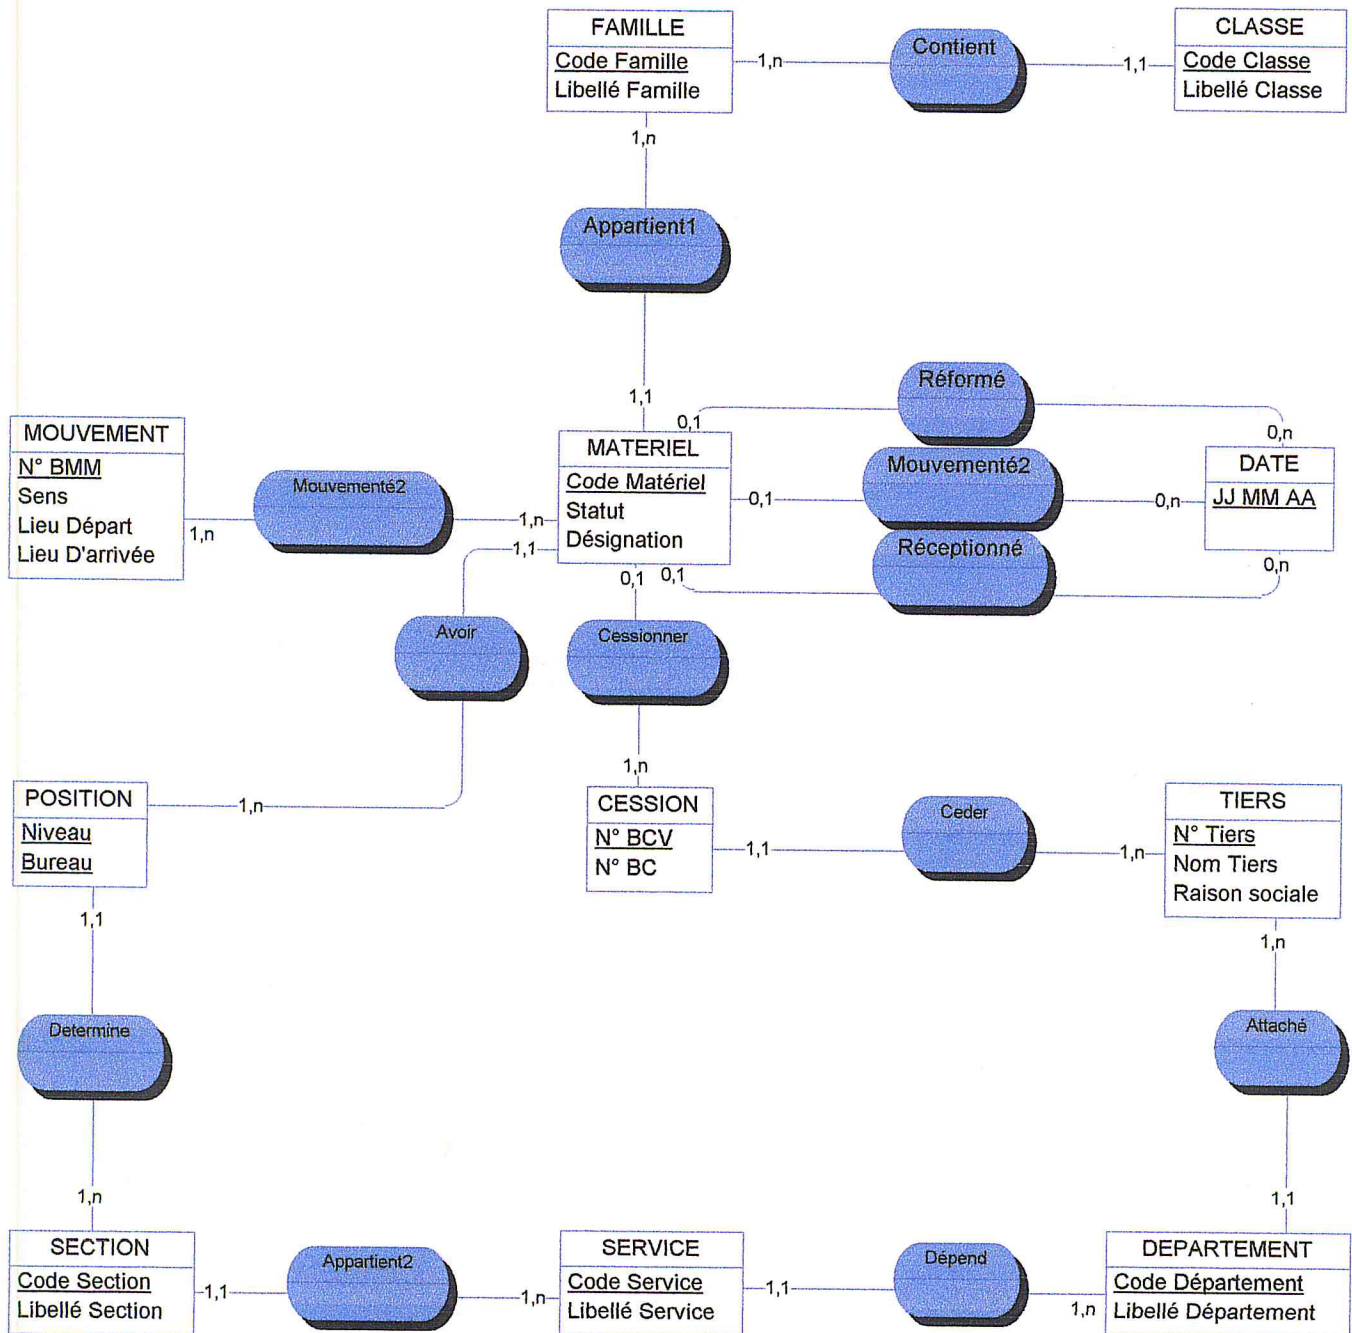 FAMILLE
Code Famille
Libellé Famille
1,n
Contient
1,1
CLASSE
Code Classe
Libellé Classe
1,n
Appartient1
1,1
MOUVEMENT
N° BMM
Sens
Lieu Départ
Lieu D'arrivée
1,n
Mouvementé2
1,n
MATERIEL
Code Matériel
Statut
Désignation
0,1
Réformé
0,n
0,1
Mouvementé2
0,n
0,1
Réceptionné
0,n
DATE
JJ MM AA
1,1
Avoir
1,n
0,1
Cessionner
1,n
POSITION
Niveau
Bureau
CESSION
N° BCV
N° BC
1,1
Ceder
1,n
TIERS
N° Tiers
Nom Tiers
Raison sociale
1,1
Determine
1,n
1,n
Attaché
1,1
SECTION
Code Section
Libellé Section
1,1
Appartient2
1,n
SERVICE
Code Service
Libellé Service
1,1
Dépend
1,n
DEPARTEMENT
Code Département
Libellé Département